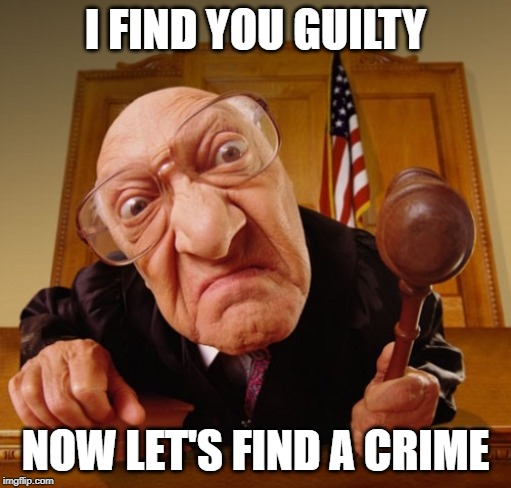 I FIND YOU GUILTY
NOW LET'S FIND A CRIME
imgflip.com